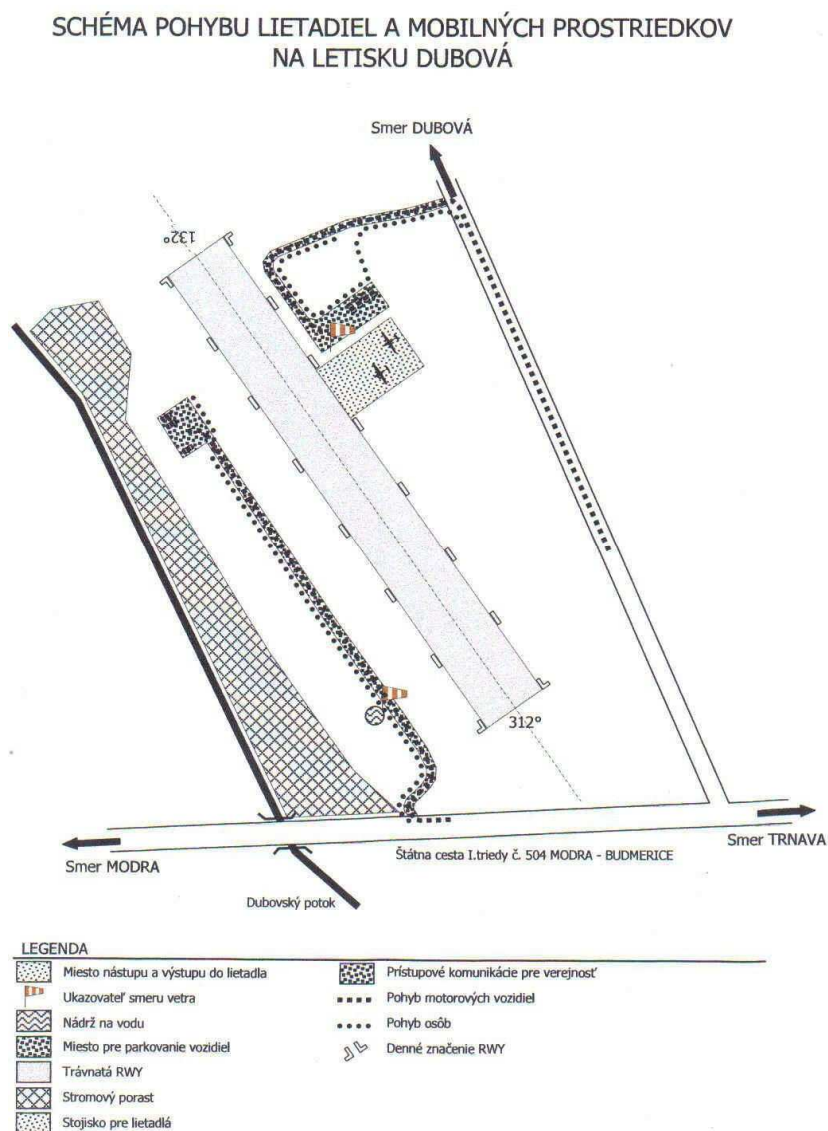 SCHÉMA POHYBU LIETADIEL A MOBILNÝCH PROSTRIEDKOV
NA LETISKU DUBOVÁ
Smer DUBOVÁ
132°
312°
Smer MODRA
Smer TRNAVA
Štátna cesta I.triedy č. 504 MODRA - BUDMERICE
Dubovský potok
LEGENDA
Miesto nástupu a výstupu do lietadla
Ukazovateľ smeru vetra
Nádrž na vodu
Miesto pre parkovanie vozidiel
Trávnatá RWY
Stromový porast
Stojisko pre lietadlá
Prístupové komunikácie pre verejnosť
Pohyb motorových vozidiel
Pohyb osôb
Denné značenie RWY